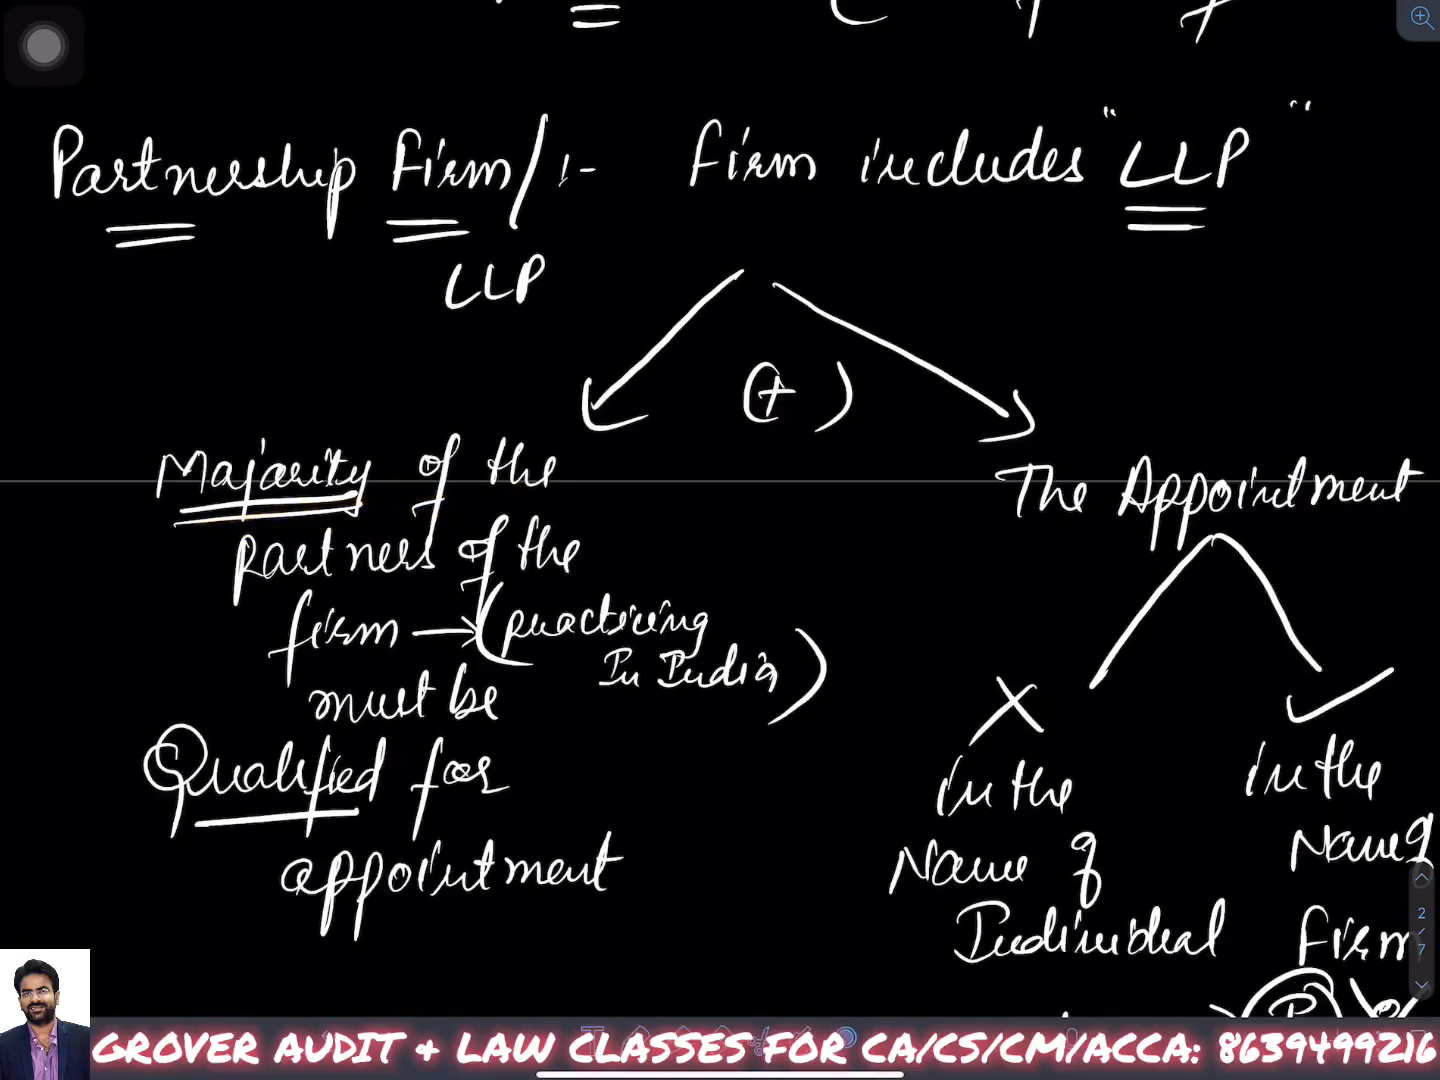 Partnership Firm/ :- Firm includes "LLP"
LLP
(+)
Majority of the
partners of the
firm → (practicing
In India)
must be
Qualified for
appointment
The Appointment
in the
Name of
Individual
in the
Name of
Firm
2
/
7
GROVER AUDIT + LAW CLASSES FOR CA/CS/CM/ACCA: 8639499216